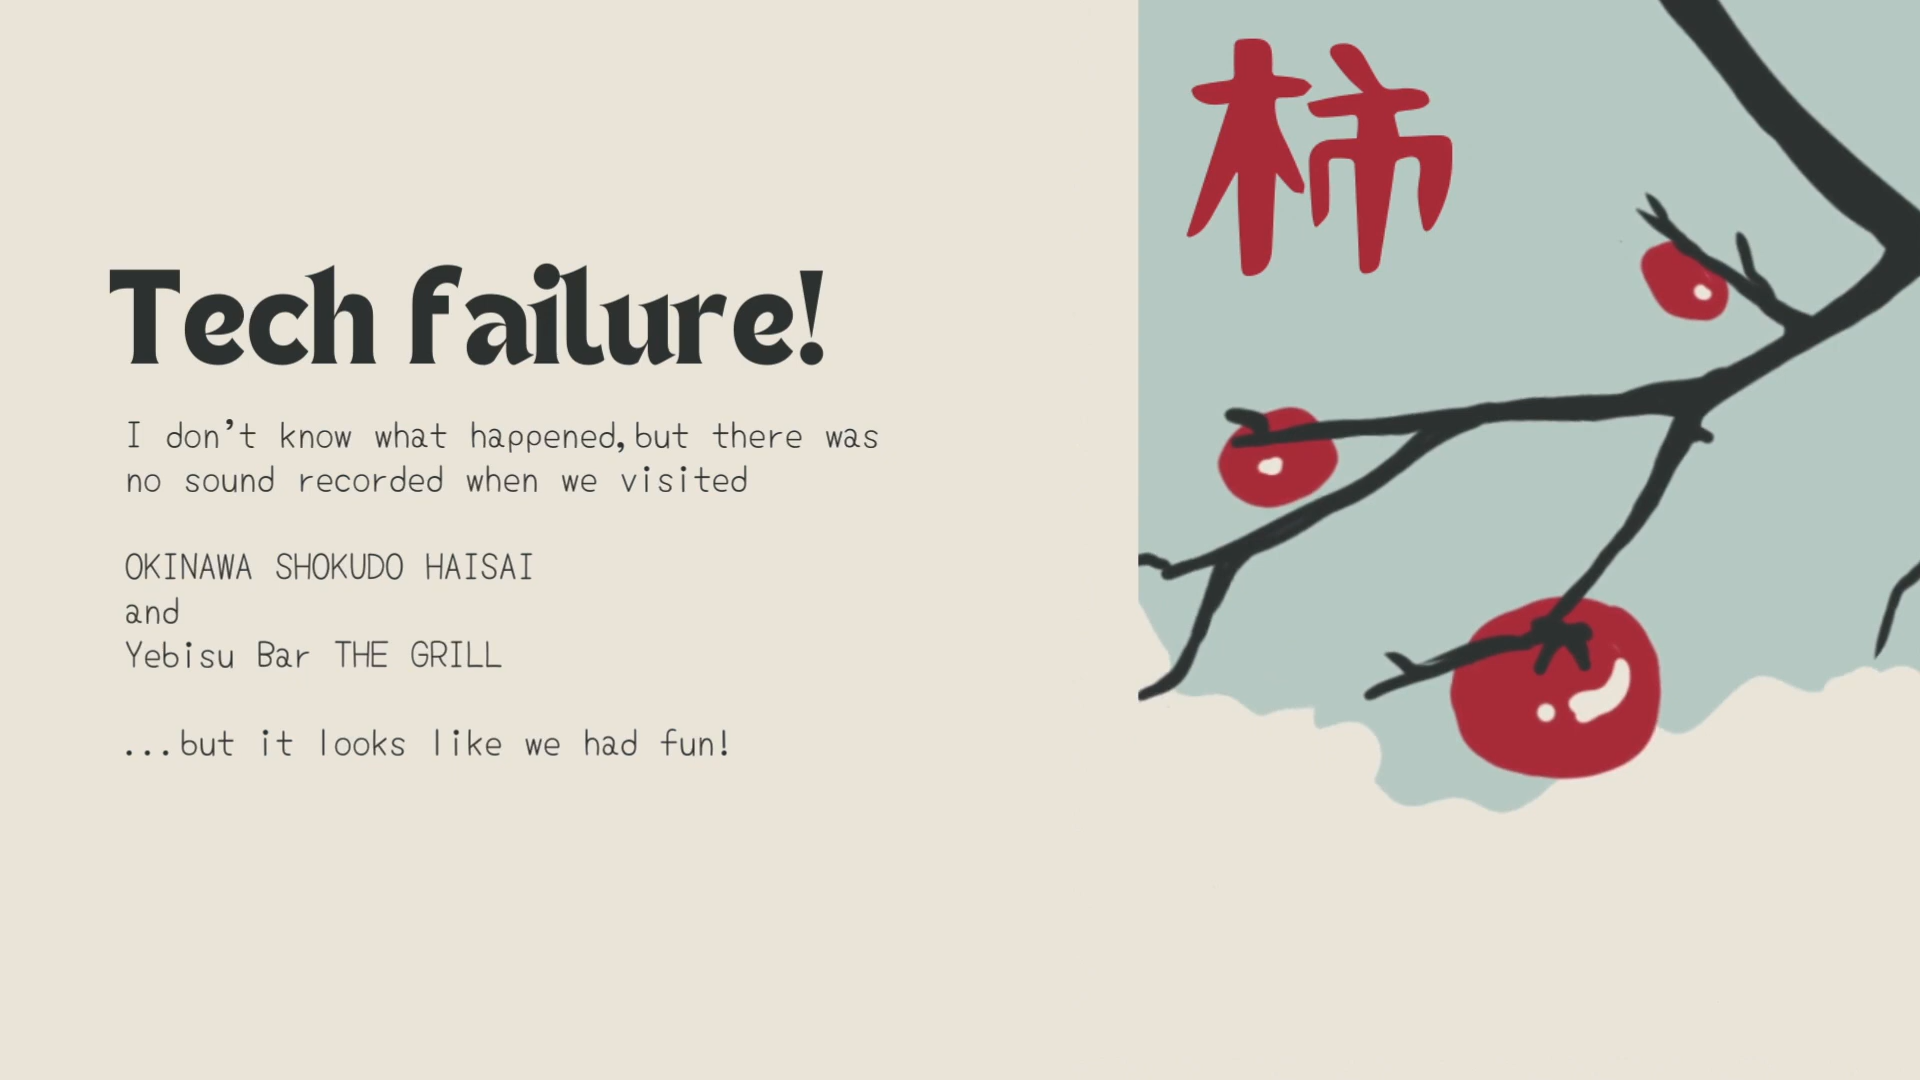 Tech failure!
I don’t know what happened, but there was
no sound recorded when we visited
OKINAWA SHOKUDO HAISAI
and
Yebisu Bar THE GRILL
...but it looks like we had fun!
柿